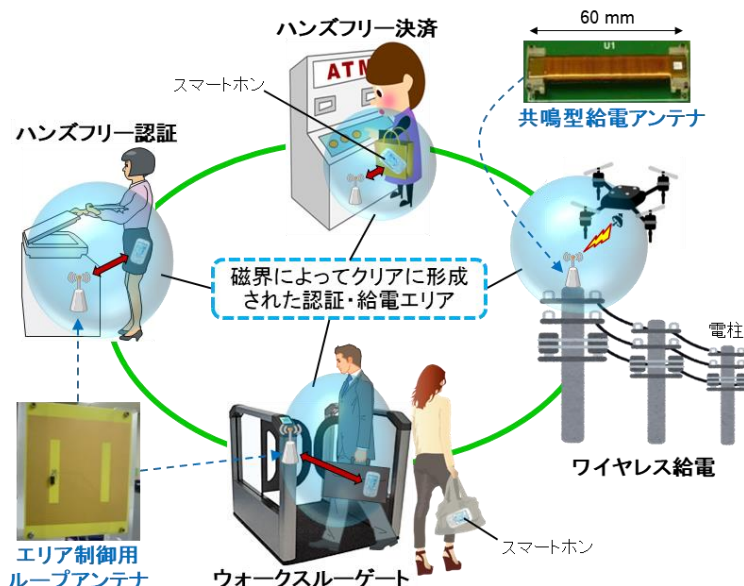 ハンズフリー決済
60 mm
U1
ATM
スマートホン
共鳴型給電アンテナ
ハンズフリー認証
磁界によってクリアに形成
された認証・給電エリア
電柱
ワイヤレス給電
スマートホン
エリア制御用
ループアンテナ
ウォークスルーゲート